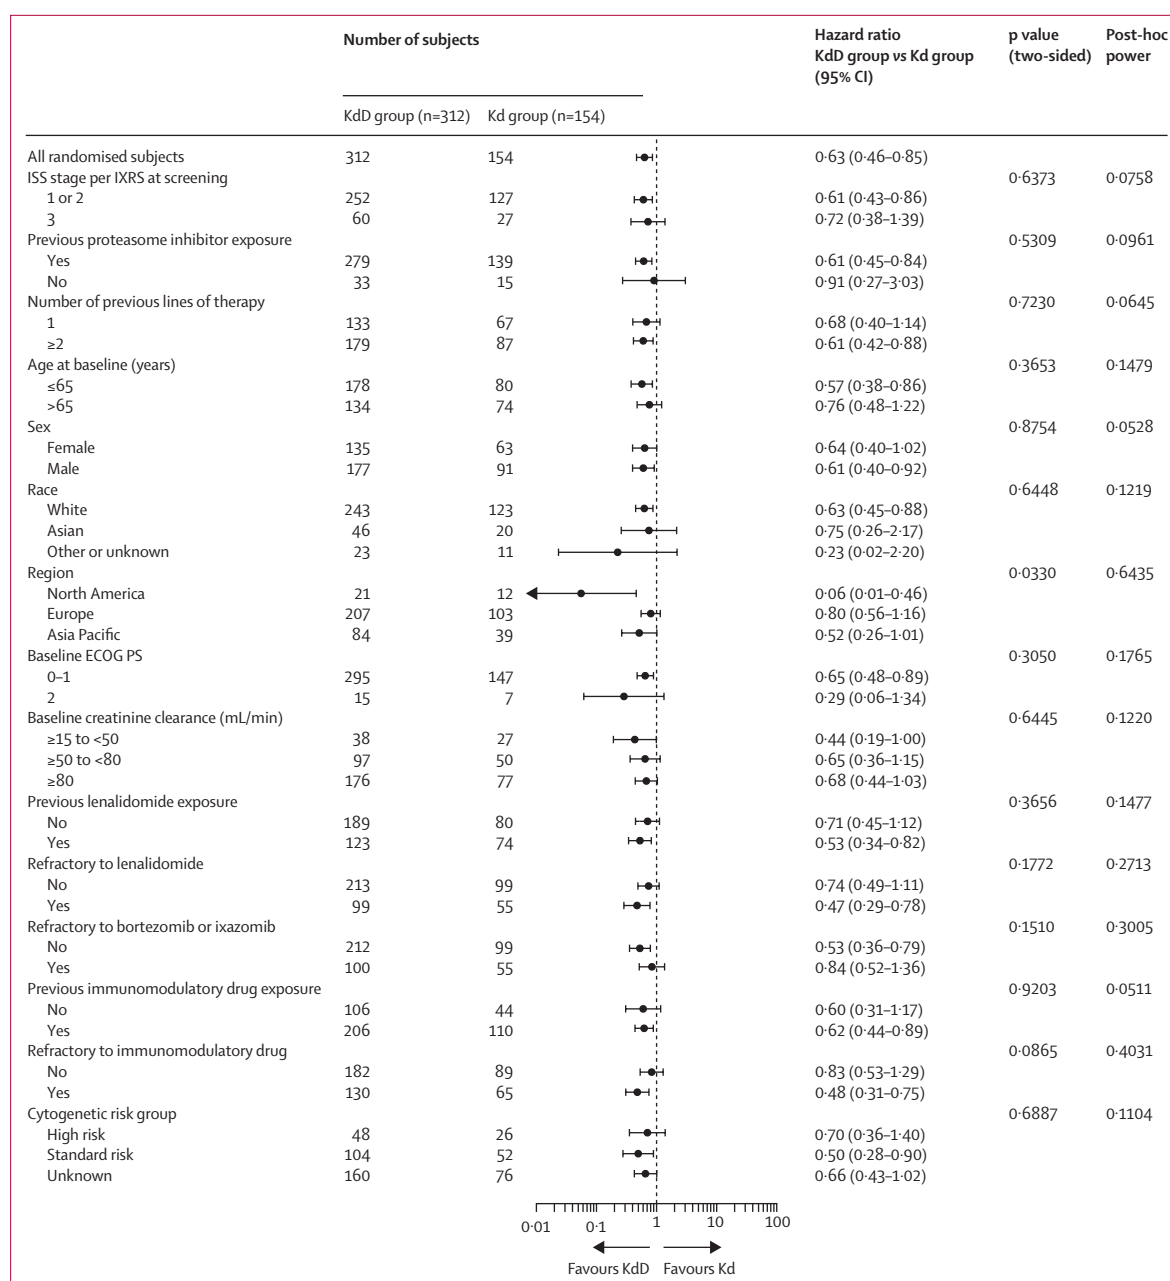 Number of subjects
Hazard ratio
KdD group vs Kd group
(95% CI)
p value
(two-sided)
Post-hoc
power
KdD group (n=312) Kd group (n=154)
All randomised subjects 312 154 0·63 (0·46–0·85)
ISS stage per IXRS at screening 0·6373 0·0758
1 or 2 252 127 0·61 (0·43–0·86)
3 60 27 0·72 (0·38–1·39)
Previous proteasome inhibitor exposure 0·5309 0·0961
Yes 279 139 0·61 (0·45–0·84)
No 33 15 0·91 (0·27–3·03)
Number of previous lines of therapy 0·7230 0·0645
1 133 67 0·68 (0·40–1·14)
≥2 179 87 0·61 (0·42–0·88)
Age at baseline (years) 0·3653 0·1479
≤65 178 80 0·57 (0·38–0·86)
>65 134 74 0·76 (0·48–1·22)
Sex 0·8754 0·0528
Female 135 63 0·64 (0·40–1·02)
Male 177 91 0·61 (0·40–0·92)
Race 0·6448 0·1219
White 243 123 0·63 (0·45–0·88)
Asian 46 20 0·75 (0·26–2·17)
Other or unknown 23 11 0·23 (0·02–2·20)
Region 0·0330 0·6435
North America 21 12 0·06 (0·01–0·46)
Europe 207 103 0·80 (0·56–1·16)
Asia Pacific 84 39 0·52 (0·26–1·01)
Baseline ECOG PS 0·3050 0·1765
0–1 295 147 0·65 (0·48–0·89)
2 15 7 0·29 (0·06–1·34)
Baseline creatinine clearance (mL/min) 0·6445 0·1220
≥15 to <50 38 27 0·44 (0·19–1·00)
≥50 to <80 97 50 0·65 (0·36–1·15)
≥80 176 77 0·68 (0·44–1·03)
Previous lenalidomide exposure 0·3656 0·1477
No 189 80 0·71 (0·45–1·12)
Yes 123 74 0·53 (0·34–0·82)
Refractory to lenalidomide 0·1772 0·2713
No 213 99 0·74 (0·49–1·11)
Yes 99 55 0·47 (0·29–0·78)
Refractory to bortezomib or ixazomib 0·1510 0·3005
No 212 99 0·53 (0·36–0·79)
Yes 100 55 0·84 (0·52–1·36)
Previous immunomodulatory drug exposure 0·9203 0·0511
No 106 44 0·60 (0·31–1·17)
Yes 206 110 0·62 (0·44–0·89)
Refractory to immunomodulatory drug 0·0865 0·4031
No 182 89 0·83 (0·53–1·29)
Yes 130 65 0·48 (0·31–0·75)
Cytogenetic risk group 0·6887 0·1104
High risk 48 26 0·70 (0·36–1·40)
Standard risk 104 52 0·50 (0·28–0·90)
Unknown 160 76 0·66 (0·43–1·02)
0·01 0·1 1 10 100
Favours KdD Favours Kd